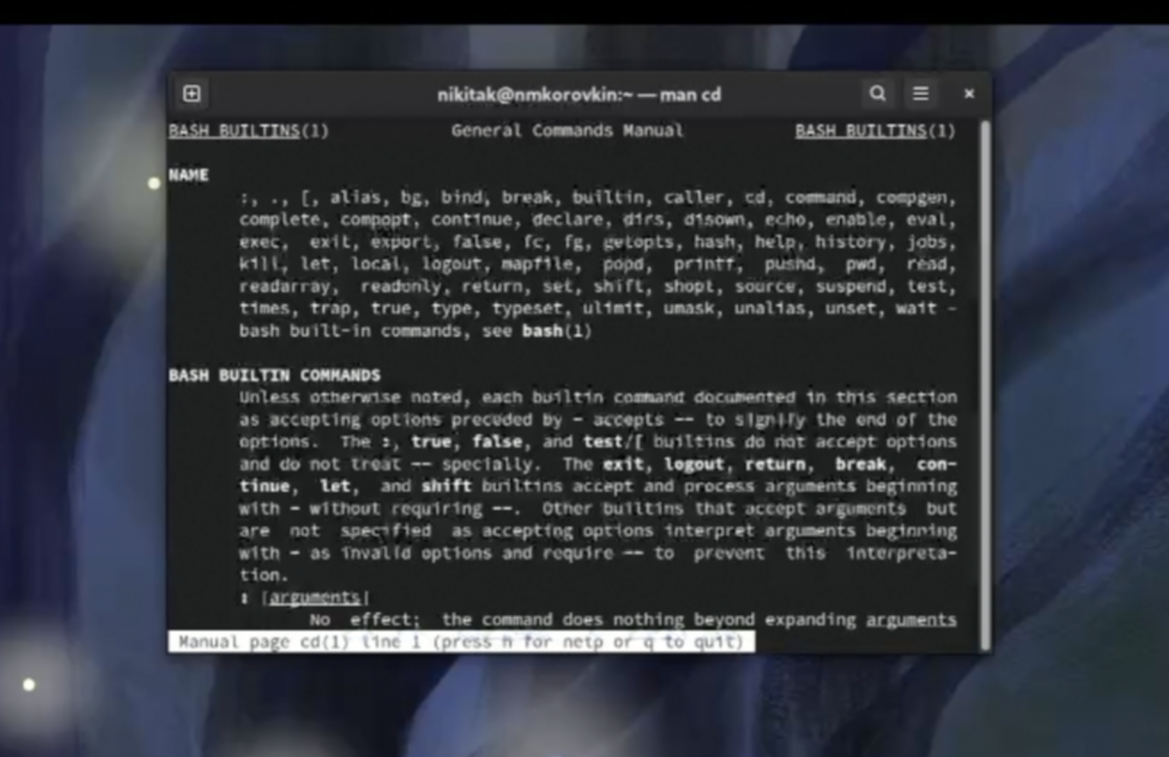 nikitak@nmkorovkin:~ — man cd
BASH BUILTINS(1) General Commands Manual BASH BUILTINS(1)
NAME
:, ., [, alias, bg, bind, break, builtin, caller, cd, command, compgen,
complete, compopt, continue, declare, dirs, disown, echo, enable, eval,
exec, exit, export, false, fc, fg, getopts, hash, help, history, jobs,
kill, let, local, logout, mapfile, popd, printf, pushd, pwd, read,
readarray, readonly, return, set, shift, shopt, source, suspend, test,
times, trap, true, type, typeset, ulimit, umask, unalias, unset, wait -
bash built-in commands, see bash(1)
BASH BUILTIN COMMANDS
Unless otherwise noted, each builtin command documented in this section
as accepting options preceded by - accepts -- to signify the end of the
options. The :, true, false, and test/[ builtins do not accept options
and do not treat -- specially. The exit, logout, return, break, con-
tinue, let, and shift builtins accept and process arguments beginning
with - without requiring --. Other builtins that accept arguments but
are not specified as accepting options interpret arguments beginning
with - as invalid options and require -- to prevent this interpreta-
tion.
: [arguments]
No effect; the command does nothing beyond expanding arguments
Manual page cd(1) line 1 (press h for help or q to quit)